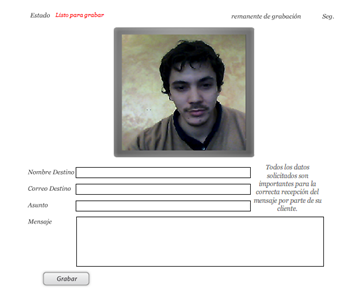 Estado Listo para grabar remanente de grabación Seg.
Todos los datos
solicitados son
importantes para la
correcta recepción del
mensaje por parte de su
cliente.
Nombre Destino
Correo Destino
Asunto
Mensaje
Grabar